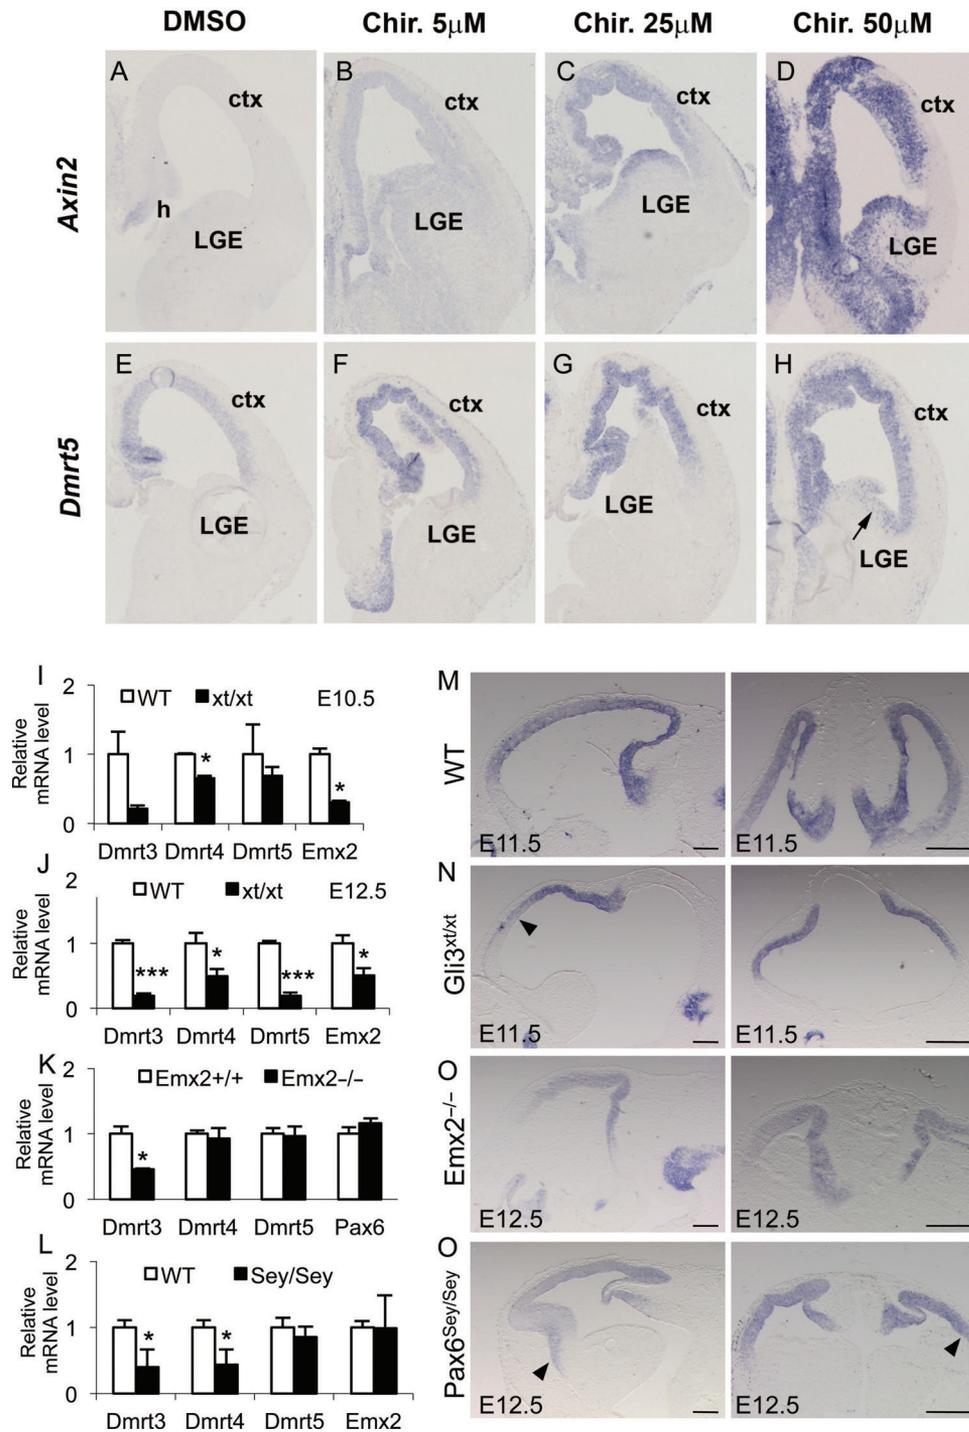 DMSO Chir. 5μM Chir. 25μM Chir. 50μM
Axin2
A ctx h LGE
B ctx LGE
C ctx LGE
D ctx LGE
Dmrt5
E ctx LGE
F ctx LGE
G ctx LGE
H ctx LGE
I
WT xt/xt E10.5
Relative
mRNA level
2
1
0
* *
Dmrt3 Dmrt4 Dmrt5 Emx2
J
WT xt/xt E12.5
Relative
mRNA level
2
1
0
*** * *** *
Dmrt3 Dmrt4 Dmrt5 Emx2
K
Emx2+/+ Emx2−/−
Relative
mRNA level
2
1
0
*
Dmrt3 Dmrt4 Dmrt5 Pax6
L
WT Sey/Sey
Relative
mRNA level
2
1
0
* *
Dmrt3 Dmrt4 Dmrt5 Emx2
M
WT
E11.5 E11.5
N
Gli3xt/xt
E11.5 E11.5
O
Emx2−/−
E12.5 E12.5
O
Pax6Sey/Sey
E12.5 E12.5